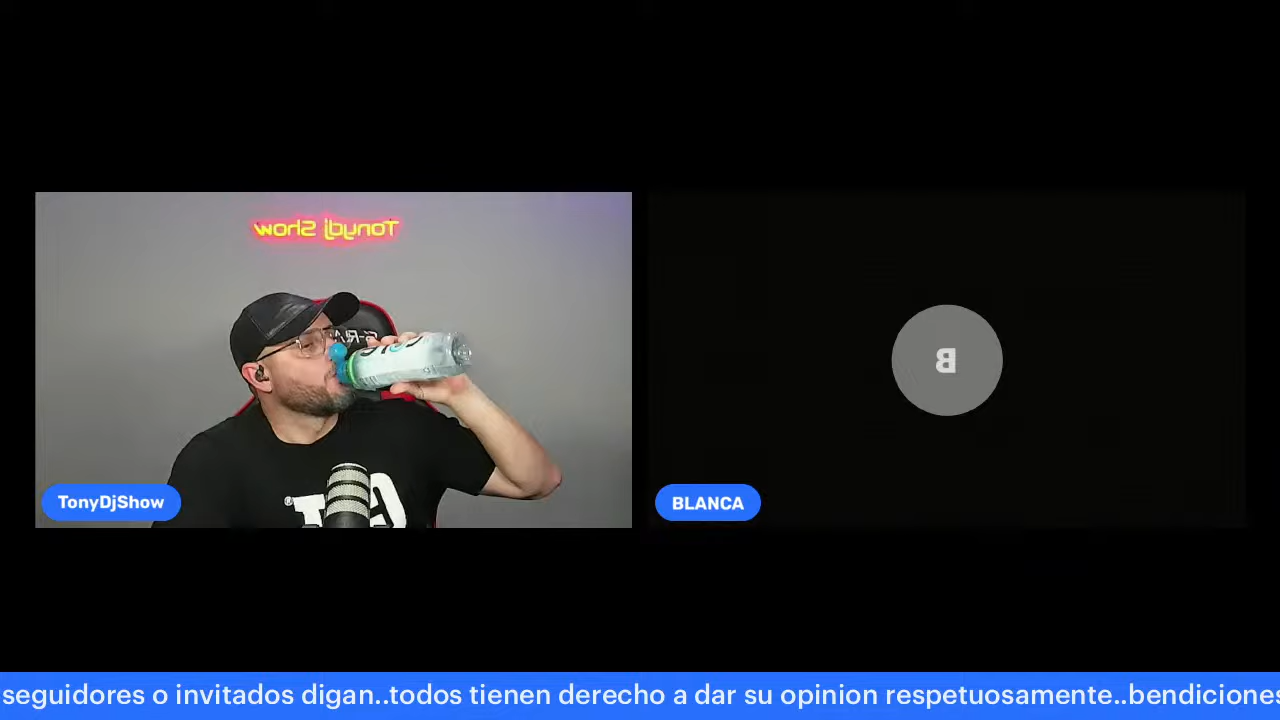 TonyDj Show
TonyDjShow
B
BLANCA
seguidores o invitados digan..todos tienen derecho a dar su opinion respetuosamente..bendiciones